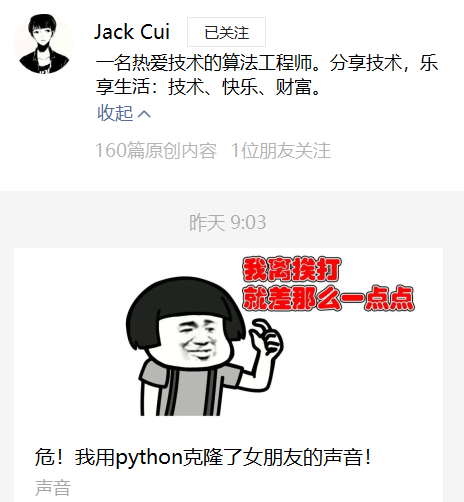 Jack Cui 已关注
一名热爱技术的算法工程师。分享技术，乐
享生活：技术、快乐、财富。
收起
160篇原创内容 1位朋友关注
昨天 9:03
我离挨打
就差那么一点点
危！我用python克隆了女朋友的声音！
声音